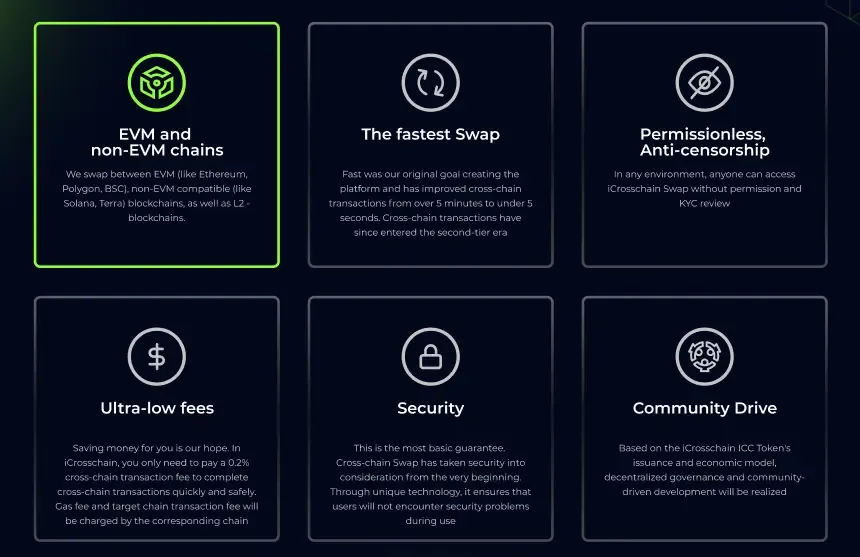 EVM and
non-EVM chains
We swap between EVM (like Ethereum,
Polygon, BSC), non-EVM compatible (like
Solana, Terra) blockchains, as well as L2 -
blockchains.
The fastest Swap
Fast was our original goal creating the
platform and has improved cross-chain
transactions from over 5 minutes to under 5
seconds. Cross-chain transactions have
since entered the second-tier era
Permissionless,
Anti-censorship
In any environment, anyone can access
iCrosschain Swap without permission and
KYC review
Ultra-low fees
Saving money for you is our hope. In
iCrosschain, you only need to pay a 0.2%
cross-chain transaction fee to complete
cross-chain transactions quickly and safely.
Gas fee and target chain transaction fee will
be charged by the corresponding chain
Security
This is the most basic guarantee.
Cross-chain Swap has taken security into
consideration from the very beginning.
Through unique technology, it ensures that
users will not encounter security problems
during use
Community Drive
Based on the iCrosschain ICC Token's
issuance and economic model,
decentralized governance and community-
driven development will be realized